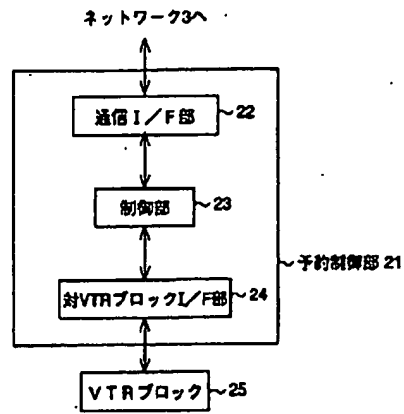 ネットワーク3へ
通信I/F部 22
制御部 23
予約制御部 21
対VTRブロックI/F部 24
VTRブロック 25